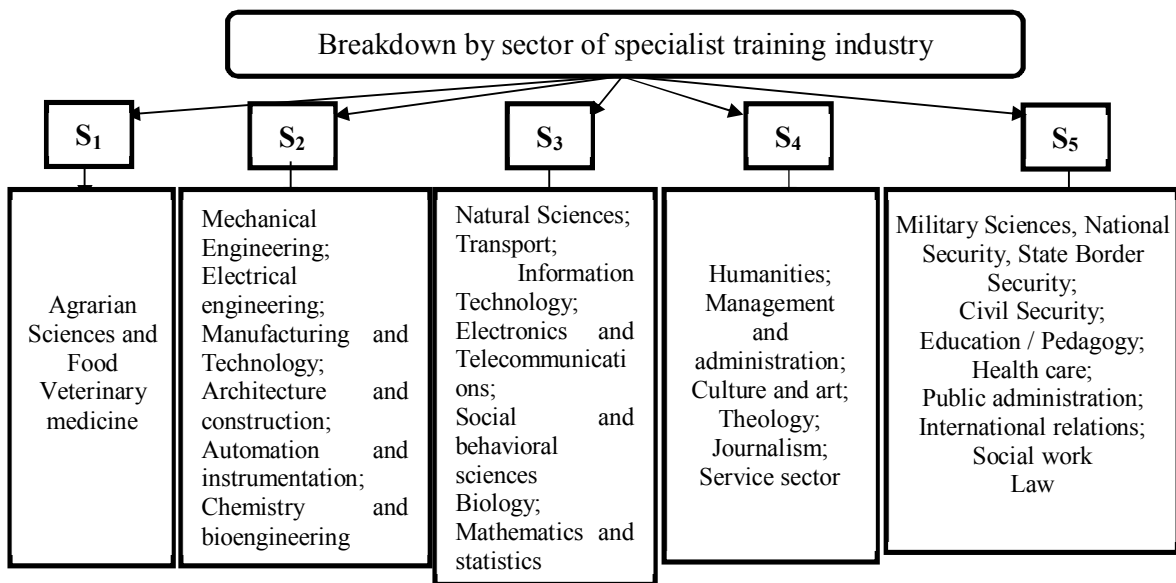 Breakdown by sector of specialist training industry
S₁
S₂
S₃
S₄
S₅
Agrarian
Sciences and
Food
Veterinary
medicine
Mechanical
Engineering;
Electrical
engineering;
Manufacturing and
Technology;
Architecture and
construction;
Automation and
instrumentation;
Chemistry and
bioengineering
Natural Sciences;
Transport;
Information
Technology;
Electronics and
Telecommunicati
ons;
Social and
behavioral
sciences
Biology;
Mathematics and
statistics
Humanities;
Management
and
administration;
Culture and art;
Theology;
Journalism;
Service sector
Military Sciences, National
Security, State Border
Security;
Civil Security;
Education / Pedagogy;
Health care;
Public administration;
International relations;
Social work
Law